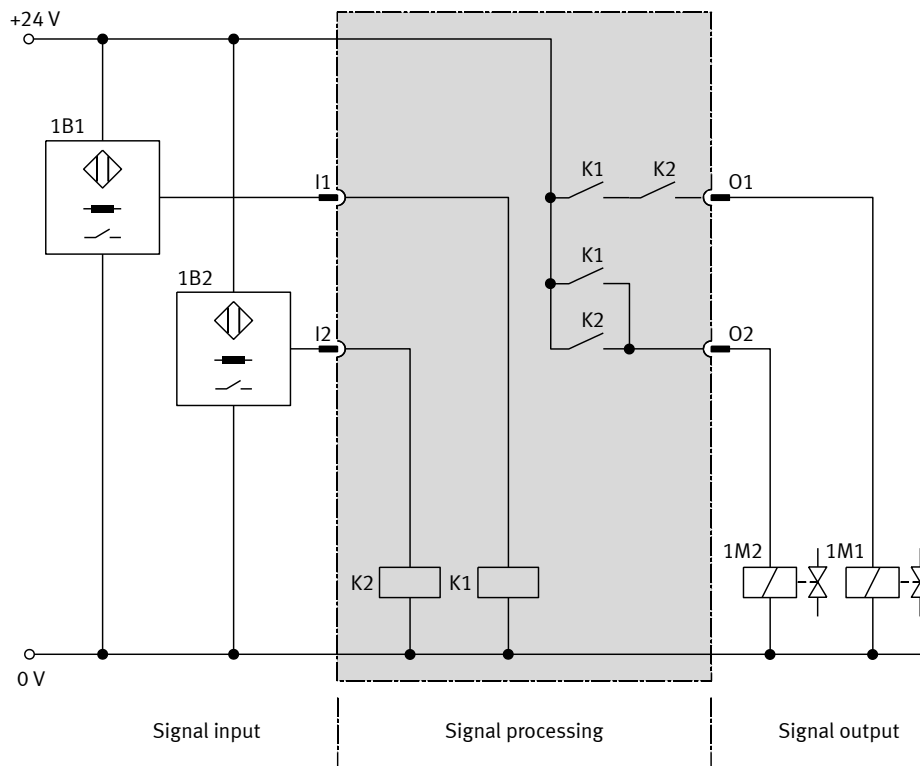 +24 V
1B1
I1
K1
K2
O1
K1
1B2
I2
K2
O2
1M2
1M1
K2
K1
0 V
Signal input
Signal processing
Signal output